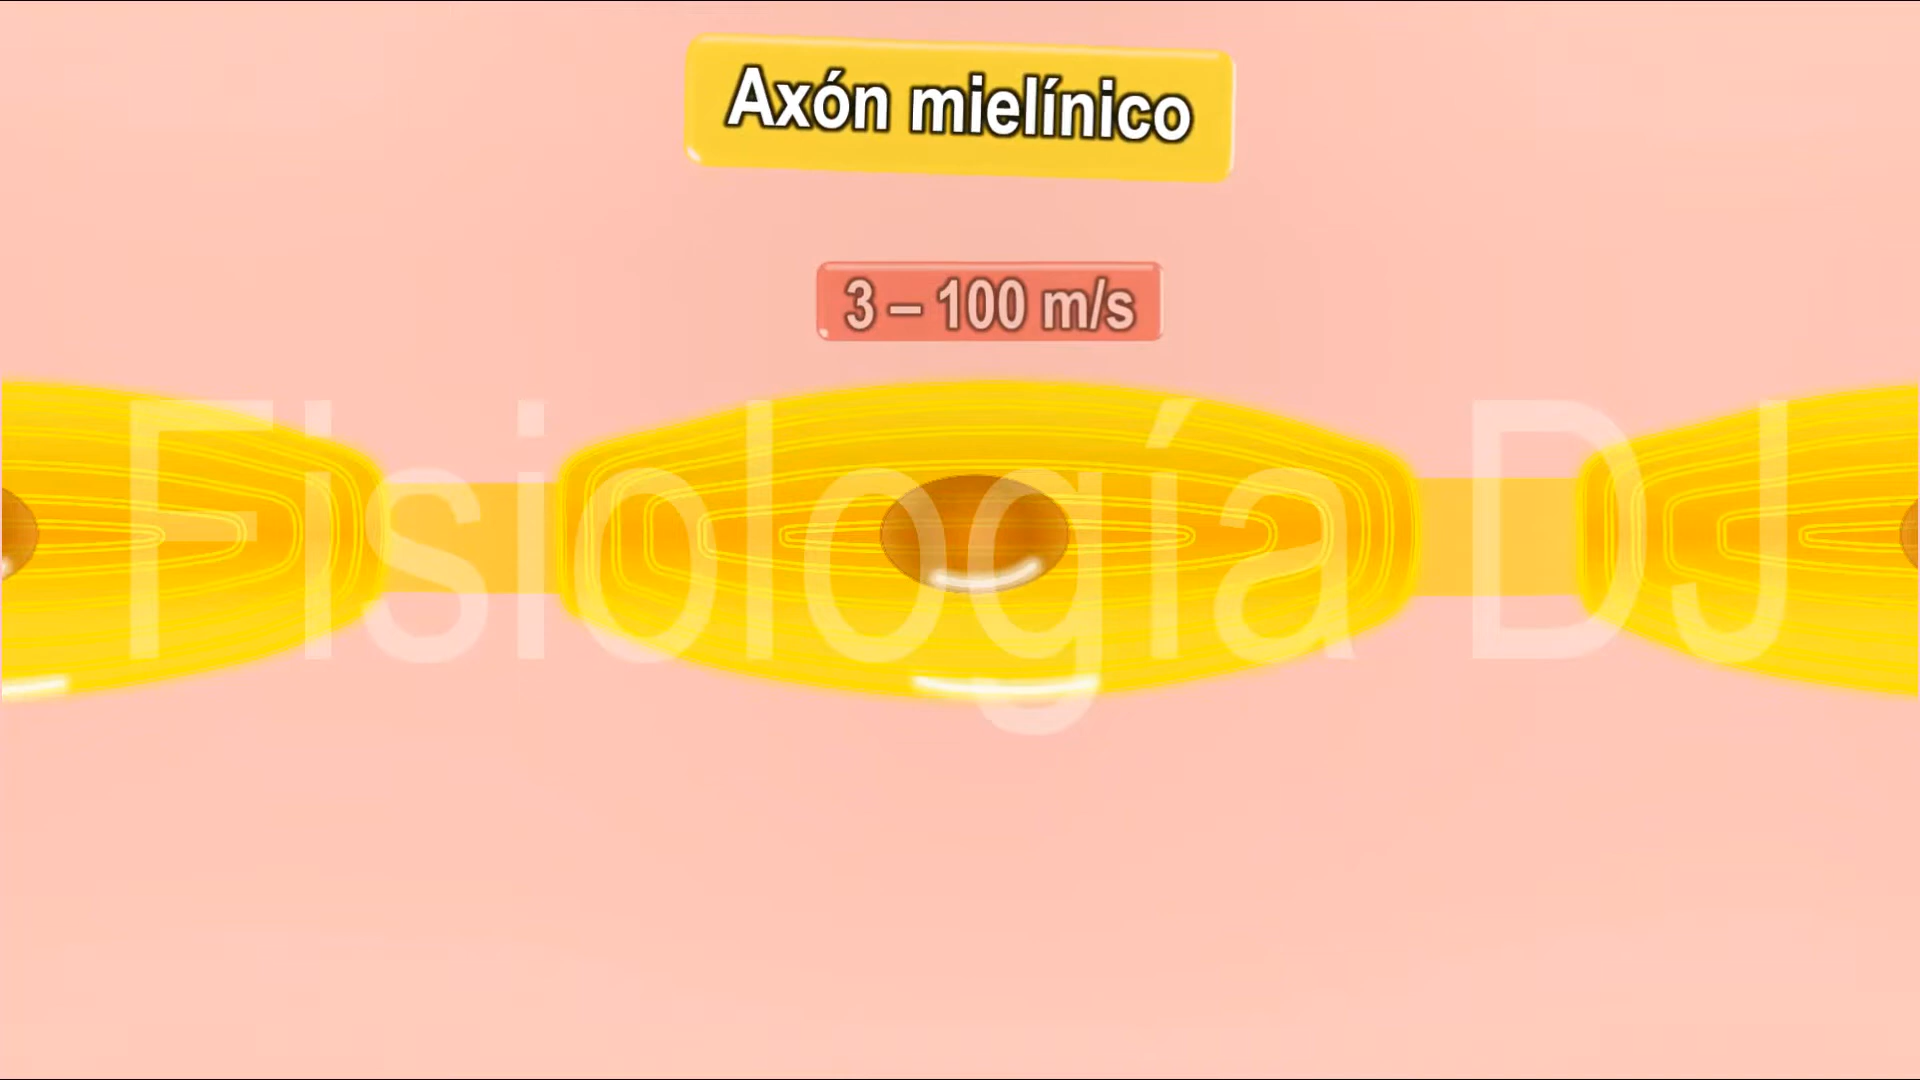 Axón mielínico
3 – 100 m/s
Fisiología DJ